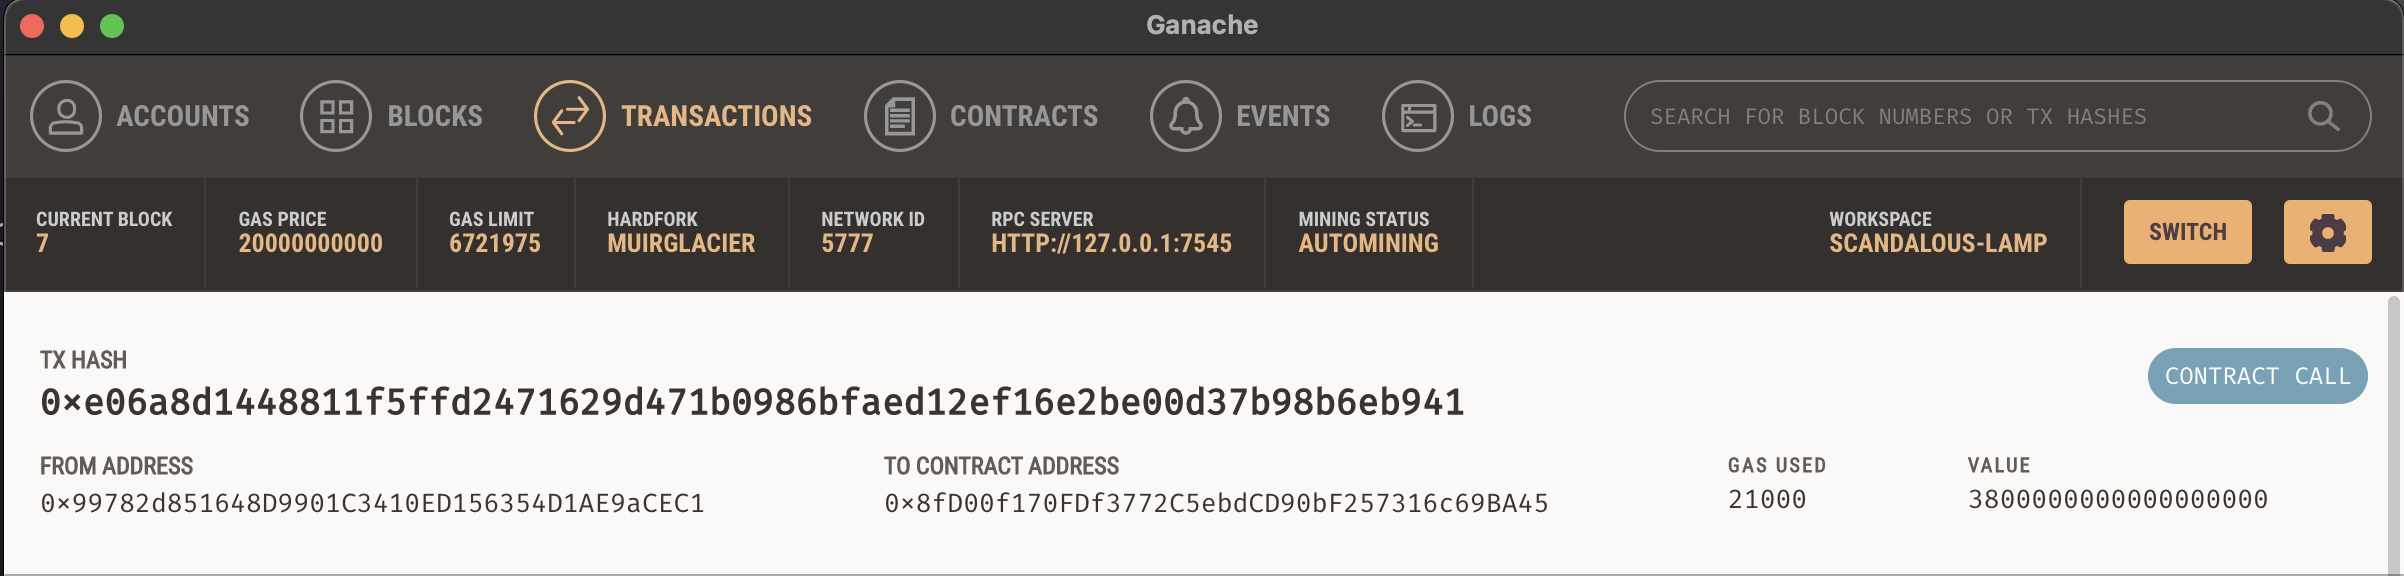 Ganache
ACCOUNTS BLOCKS TRANSACTIONS CONTRACTS EVENTS LOGS SEARCH FOR BLOCK NUMBERS OR TX HASHES
CURRENT BLOCK GAS PRICE GAS LIMIT HARDFORK NETWORK ID RPC SERVER MINING STATUS WORKSPACE
7 20000000000 6721975 MUIRGLACIER 5777 HTTP://127.0.0.1:7545 AUTOMINING SCANDALOUS-LAMP SWITCH
TX HASH
0×e06a8d1448811f5ffd2471629d471b0986bfaed12ef16e2be00d37b98b6eb941 CONTRACT CALL
FROM ADDRESS TO CONTRACT ADDRESS GAS USED VALUE
0×99782d851648D9901C3410ED156354D1AE9aCEC1 0×8fD00f170FDf3772C5ebdCD90bF257316c69BA45 21000 3800000000000000000